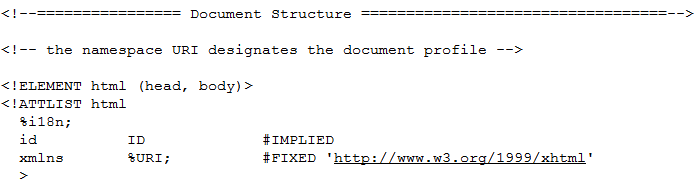 <!--================ Document Structure ==================================-->
<!-- the namespace URI designates the document profile -->
<!ELEMENT html (head, body)>
<!ATTLIST html
%i18n;
id ID #IMPLIED
xmlns %URI; #FIXED 'http://www.w3.org/1999/xhtml'
>